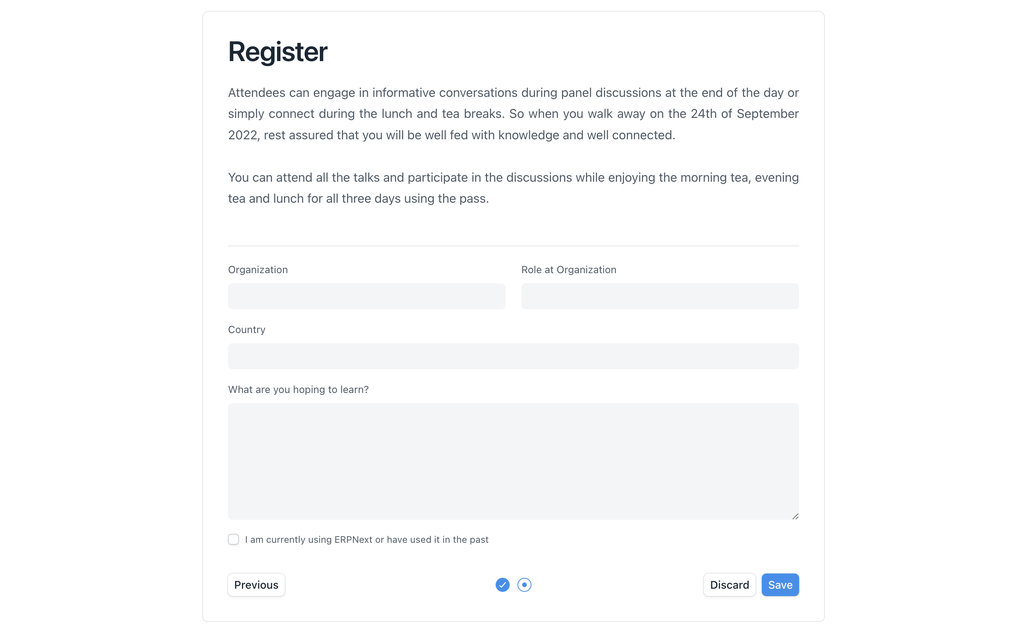 Register
Attendees can engage in informative conversations during panel discussions at the end of the day or
simply connect during the lunch and tea breaks. So when you walk away on the 24th of September
2022, rest assured that you will be well fed with knowledge and well connected.
You can attend all the talks and participate in the discussions while enjoying the morning tea, evening
tea and lunch for all three days using the pass.
Organization
Role at Organization
Country
What are you hoping to learn?
I am currently using ERPNext or have used it in the past
Previous
Discard
Save